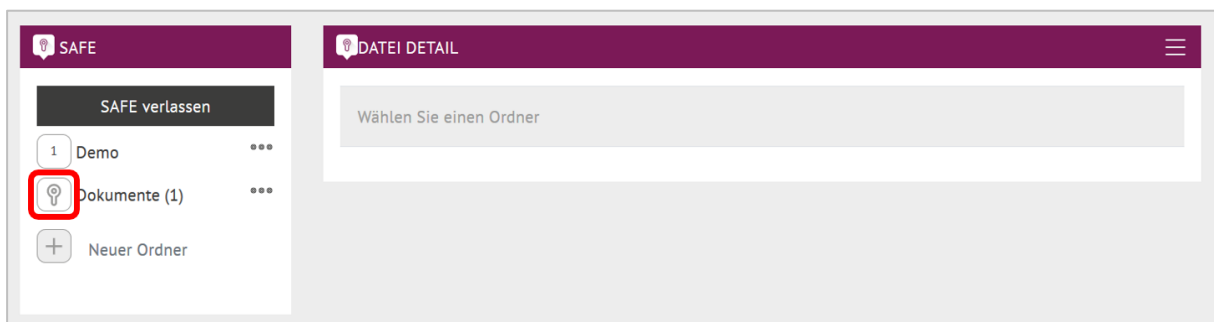 SAFE
SAFE verlassen
1 Demo
Dokumente (1)
Neuer Ordner
DATEI DETAIL
Wählen Sie einen Ordner